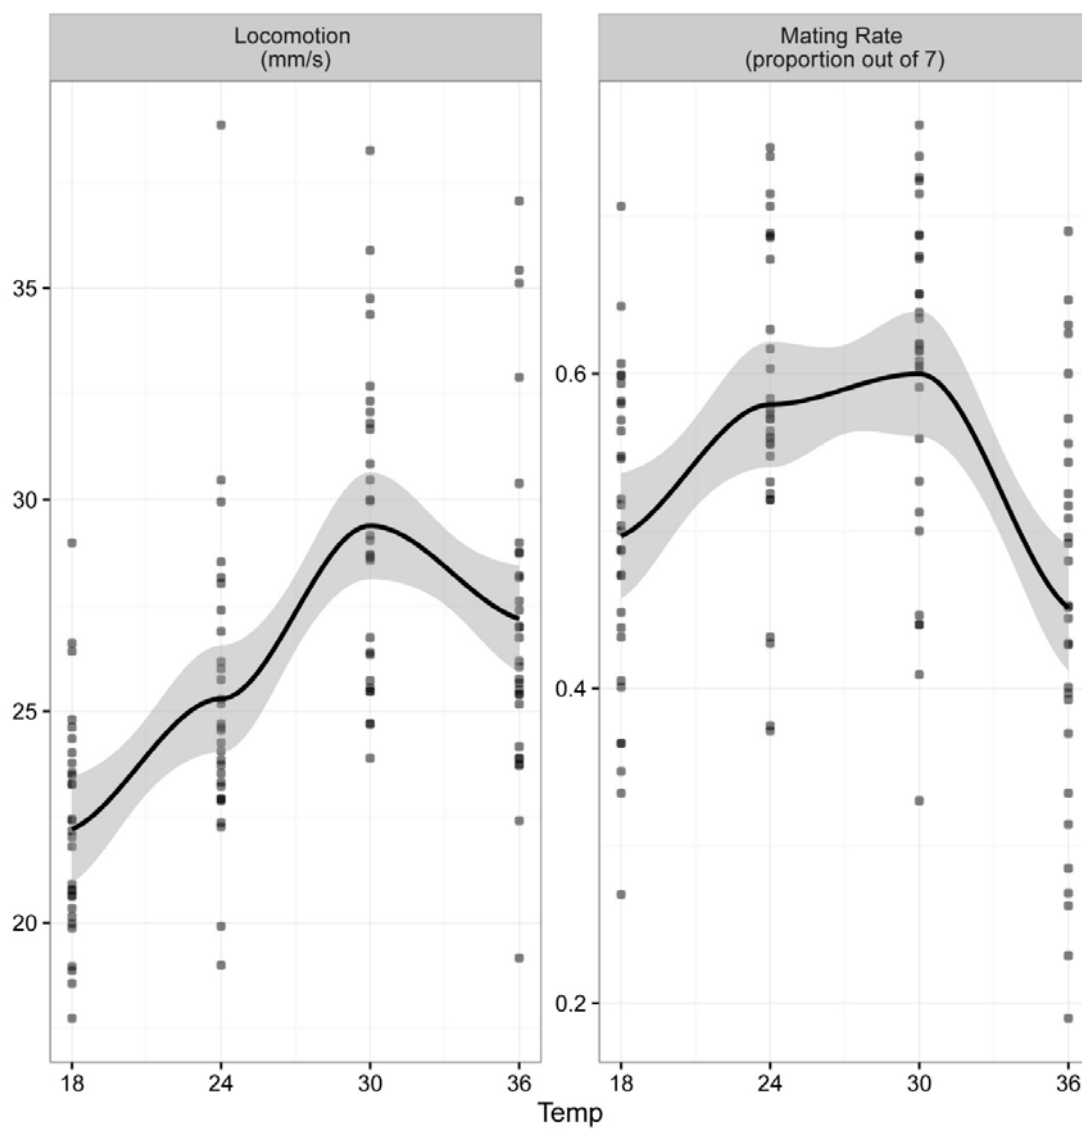 Locomotion
(mm/s)
Mating Rate
(proportion out of 7)
35
30
25
20
0.6
0.4
0.2
18 24 30 36
18 24 30 36
Temp